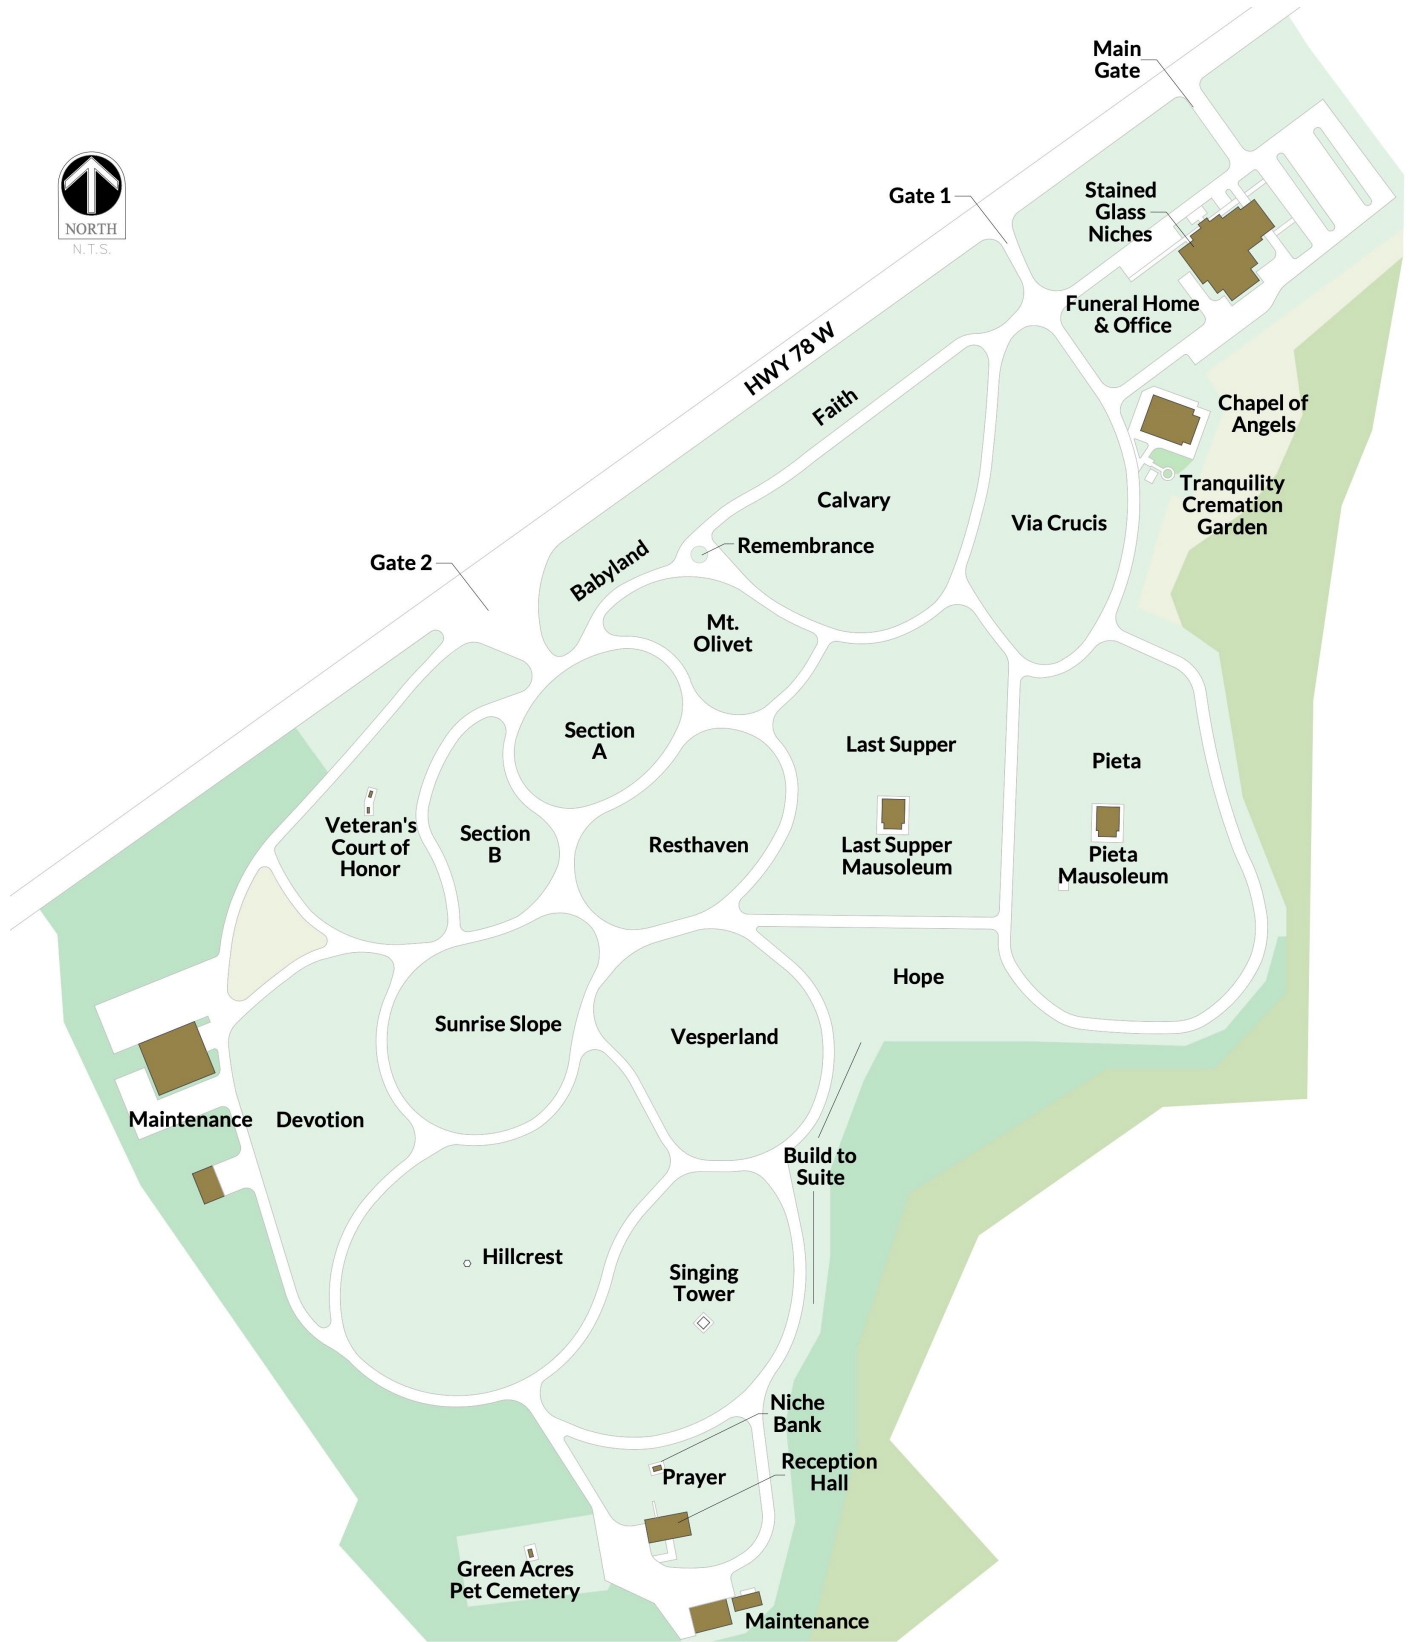 Main
Gate
NORTH
N.T.S.
Gate 1
Stained
Glass
Niches
Funeral Home
& Office
HWY 78 W
Faith
Chapel of
Angels
Calvary
Tranquility
Cremation
Garden
Via Crucis
Remembrance
Babyland
Gate 2
Mt.
Olivet
Section
A
Last Supper
Pieta
Veteran's
Court of
Honor
Section
B
Resthaven
Last Supper
Mausoleum
Pieta
Mausoleum
Hope
Sunrise Slope
Vesperland
Maintenance
Devotion
Build to
Suite
Hillcrest
Singing
Tower
Niche
Bank
Prayer
Reception
Hall
Green Acres
Pet Cemetery
Maintenance